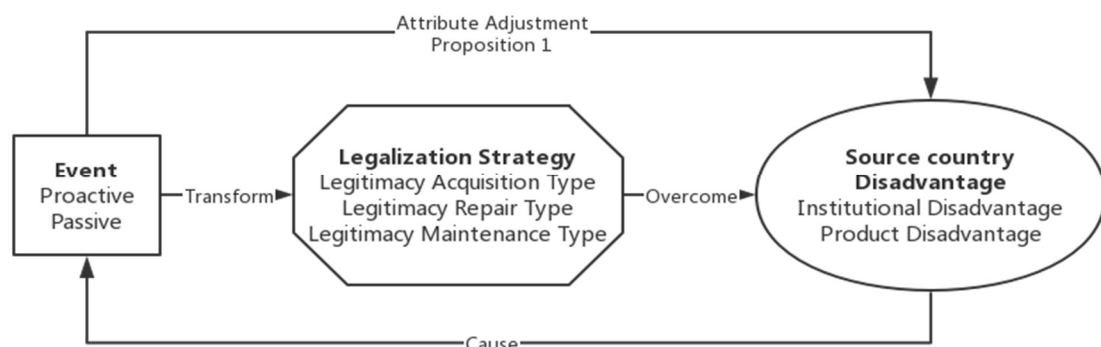 Attribute Adjustment
Proposition 1
Event
Proactive
Passive
Transform
Legalization Strategy
Legitimacy Acquisition Type
Legitimacy Repair Type
Legitimacy Maintenance Type
Overcome
Source country
Disadvantage
Institutional Disadvantage
Product Disadvantage
Cause